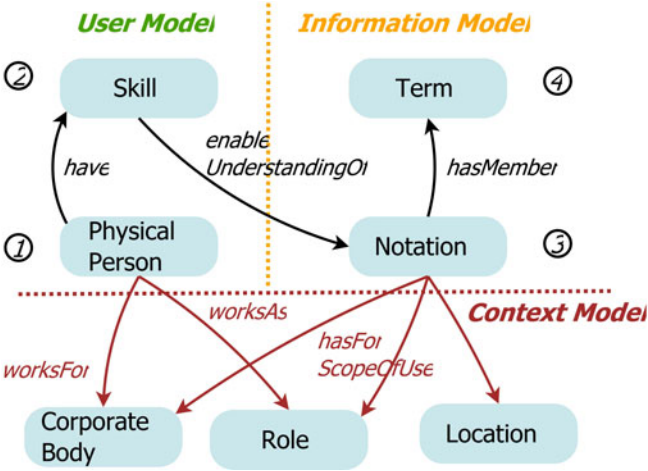 User Model
Information Model
2
Skill
Term
4
enable
UnderstandingOf
have
hasMember
1
Physical
Person
Notation
3
Context Model
worksAs
worksFor
hasFor
ScopeOfUse
Corporate
Body
Role
Location